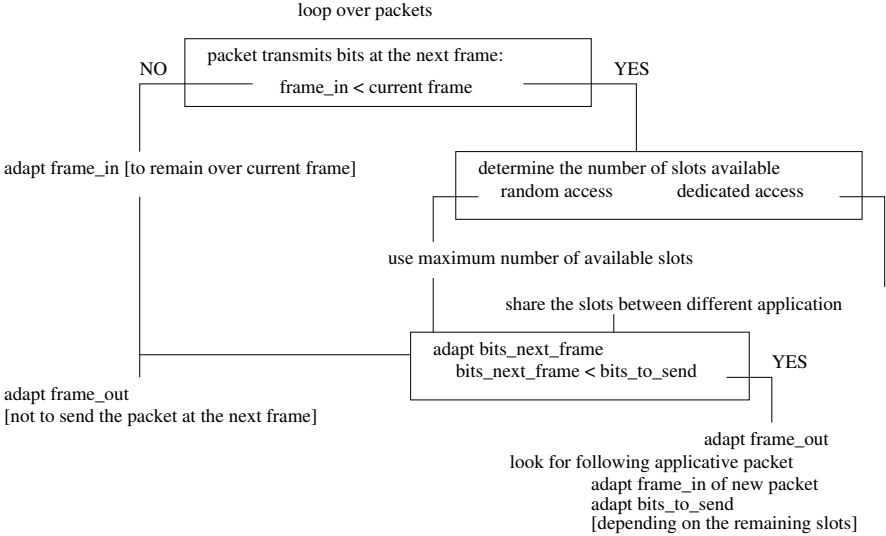 loop over packets
packet transmits bits at the next frame:
NO
YES
frame_in < current frame
adapt frame_in [to remain over current frame]
determine the number of slots available
random access
dedicated access
use maximum number of available slots
share the slots between different application
adapt bits_next_frame
bits_next_frame < bits_to_send
YES
adapt frame_out
[not to send the packet at the next frame]
adapt frame_out
look for following applicative packet
adapt frame_in of new packet
adapt bits_to_send
[depending on the remaining slots]